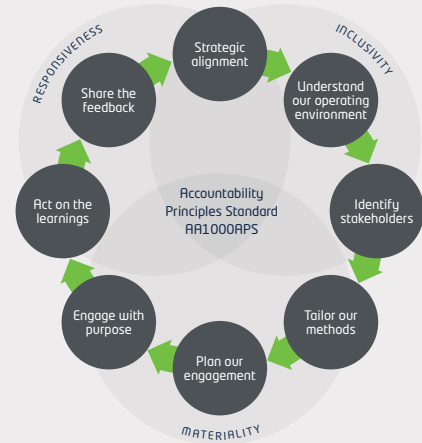 RESPONSIVENESS
INCLUSIVITY
Strategic
alignment
Understand
our operating
environment
Identify
stakeholders
Tailor our
methods
Plan our
engagement
Engage with
purpose
Act on the
learnings
Share the
feedback
Accountability
Principles Standard
AA1000APS
MATERIALITY